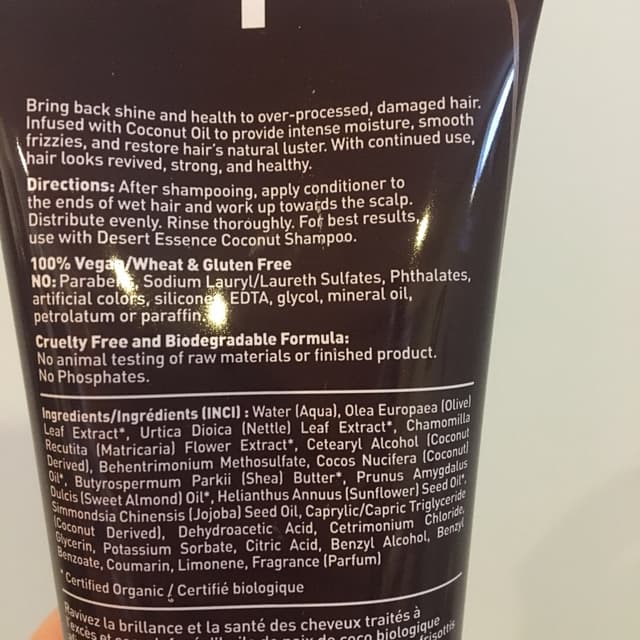 Bring back shine and health to over-processed, damaged hair.
Infused with Coconut Oil to provide intense moisture, smooth
frizzies, and restore hair's natural luster. With continued use,
hair looks revived, strong, and healthy.
Directions: After shampooing, apply conditioner to
the ends of wet hair and work up towards the scalp.
Distribute evenly. Rinse thoroughly. For best results,
use with Desert Essence Coconut Shampoo.
100% Vegan/Wheat & Gluten Free
NO: Parabens, Sodium Lauryl/Laureth Sulfates, Phthalates,
artificial colors, silicones, EDTA, glycol, mineral oil,
petrolatum or paraffin.
Cruelty Free and Biodegradable Formula:
No animal testing of raw materials or finished product.
No Phosphates.
Ingredients/Ingrédients (INCI) : Water (Aqua), Olea Europaea (Olive)
Leaf Extract*, Urtica Dioica (Nettle) Leaf Extract*, Chamomilla
Recutita (Matricaria) Flower Extract*, Cetearyl Alcohol (Coconut
Derived), Behentrimonium Methosulfate, Cocos Nucifera (Coconut)
Oil*, Butyrospermum Parkii (Shea) Butter*, Prunus Amygdalus
Dulcis (Sweet Almond) Oil*, Helianthus Annuus (Sunflower) Seed Oil*,
Simmondsia Chinensis (Jojoba) Seed Oil, Caprylic/Capric Triglyceride
(Coconut Derived), Dehydroacetic Acid, Cetrimonium Chloride,
Glycerin, Potassium Sorbate, Citric Acid, Benzyl Alcohol, Benzyl
Benzoate, Coumarin, Limonene, Fragrance (Parfum)
* Certified Organic / Certifié biologique
Ravivez la brillance et la santé des cheveux traités à
l'excès et de coco biologique
frisottis